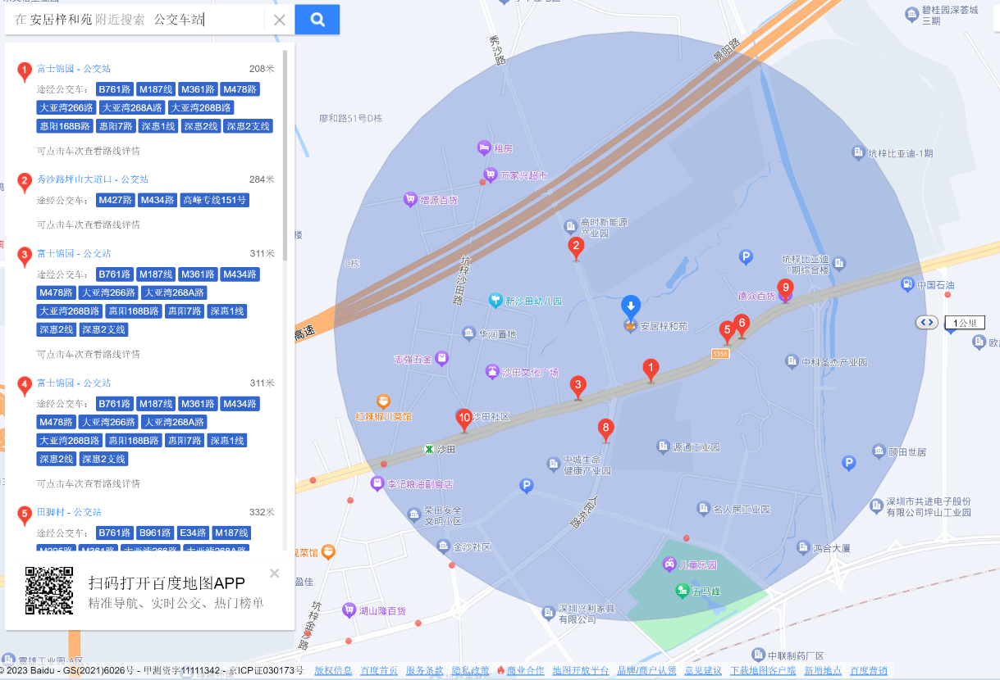 在 安居梓和苑 附近搜索 公交车站
1 富士锦园 - 公交站 208米
途经公交车： B761路 M187线 M361路 M478路
大亚湾266路 大亚湾268A路 大亚湾268B路
惠阳168B路 惠阳7路 深惠1线 深惠2线 深惠2支线
可点击车次查看路线详情
2 秀沙路坪山大道口 - 公交站 284米
途经公交车： M427路 M434路 高峰专线151号
可点击车次查看路线详情
3 富士锦园 - 公交站 311米
途经公交车： B761路 M187线 M361路 M434路
M478路 大亚湾266路 大亚湾268A路
大亚湾268B路 惠阳168B路 惠阳7路 深惠1线
深惠2线 深惠2支线
可点击车次查看路线详情
4 富士锦园 - 公交站 311米
途经公交车： B761路 M187线 M361路 M434路
M478路 大亚湾266路 大亚湾268A路
大亚湾268B路 惠阳168B路 惠阳7路 深惠1线
深惠2线 深惠2支线
可点击车次查看路线详情
5 田脚村 - 公交站 332米
途经公交车： B761路 B961路 E34路 M187线
扫码打开百度地图APP
精准导航、实时公交、热门榜单
碧桂园深荟城
三期
秀沙路
景阳路
廖和路51号D栋
租房
万家兴超市
增源百货
坑梓比亚迪-1期
高时新能源
产业园
2
楼
C栋
坑梓沙田路
P
坑梓比亚迪
1期综合楼
德众百货
9
中国石油
新沙田幼儿园
高速
华润置地
安居梓和苑
5
6
1公里
S356
欧
志强五金
沙田文化广场
1
3
中科圣杰产业园
红辣椒川菜馆
10
沙田社区
8
沙田
源通工业园
中城生命
健康产业园
颐田世居
P
李记粮油副食店
P
荣田安全
文明小区
人民东路
名人居工业园
深圳市共进电子股份
有限公司坪山工业园
金沙社区
鸿合大厦
观菜馆
儿童乐园
五马峰
盈佳
坑梓金沙路
湖山隆百货
深圳兴利家具
有限公司
中联制药厂区
震雄工业园-A区
© 2023 Baidu - GS(2021)6026号 - 甲测资字11111342 - 京ICP证030173号 版权信息 百度首页 服务条款 隐私政策 商业合作 地图开放平台 品牌/商户认领 意见建议 下载地图客户端 新增地点 百度营销